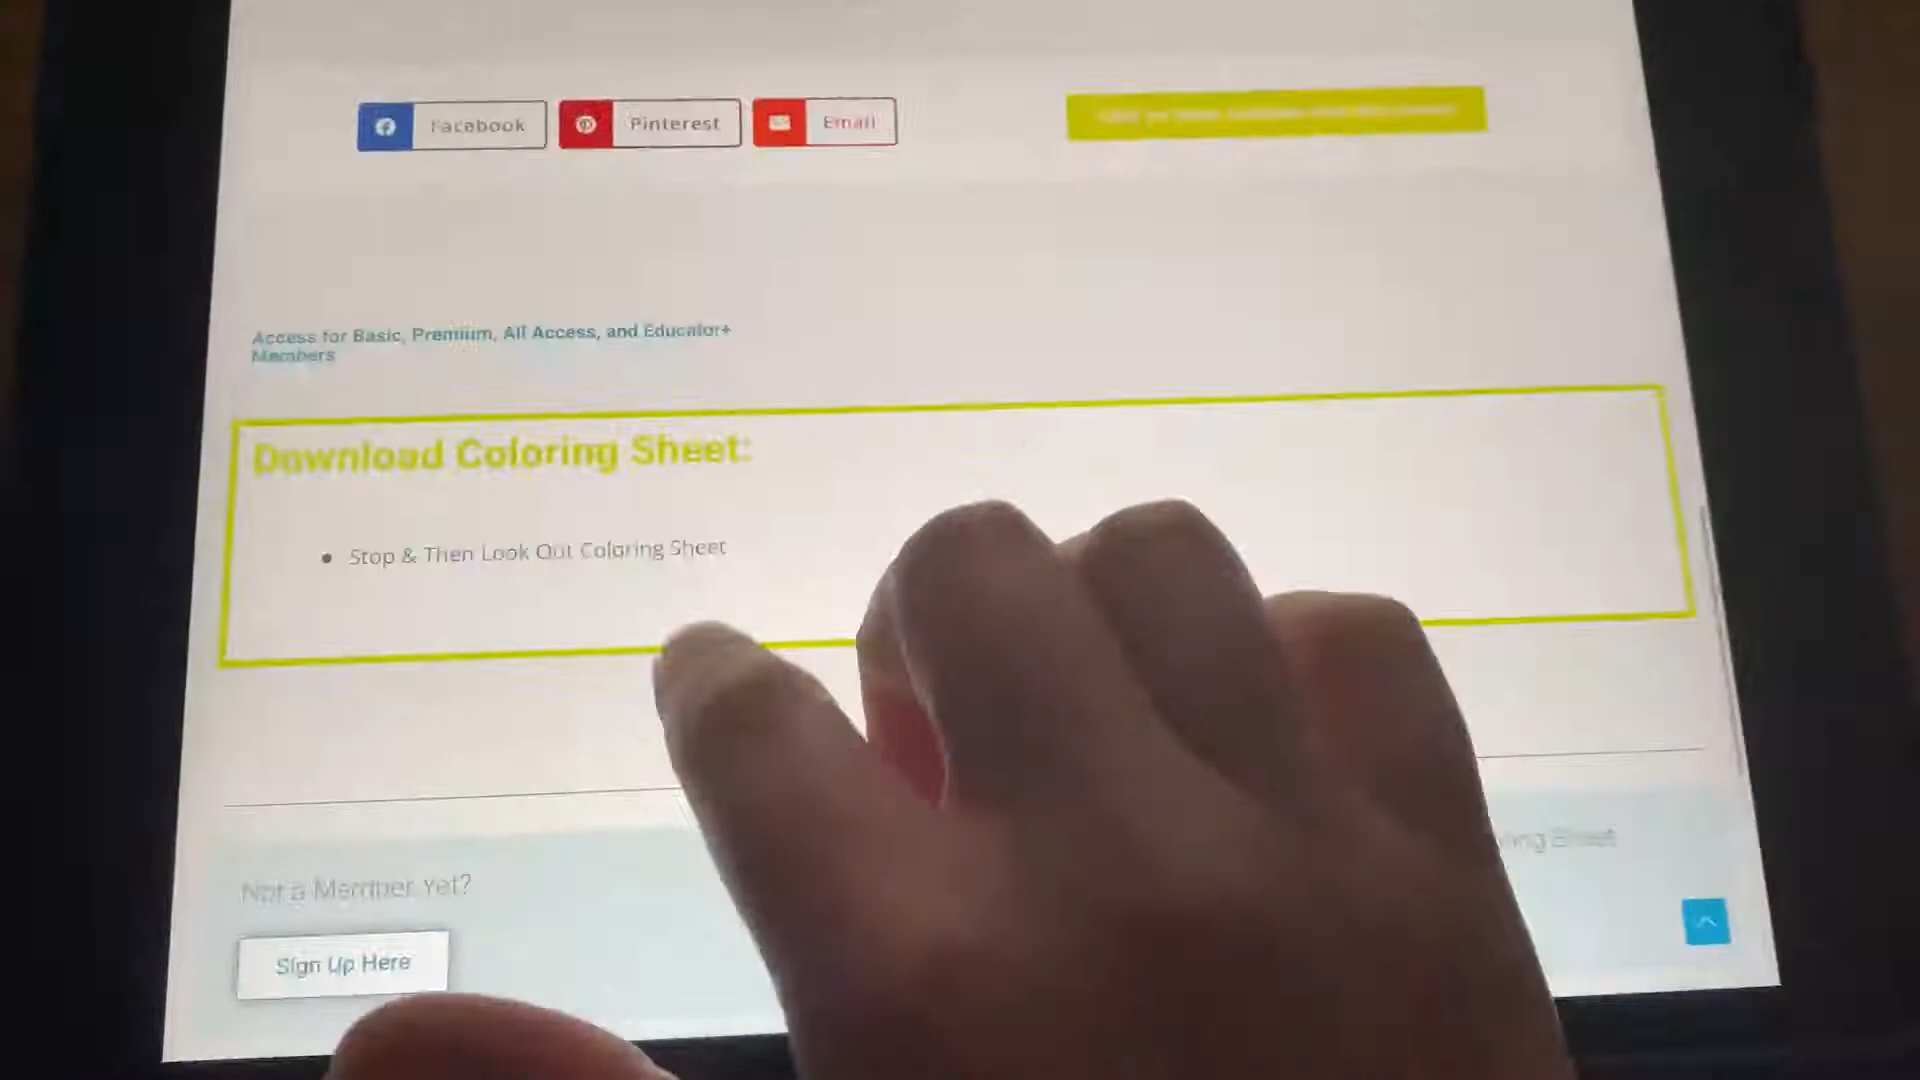 Facebook
Pinterest
Email
Access for Basic, Premium, All Access, and Educator+
Members
Download Coloring Sheet:
Stop & Then Look Out Coloring Sheet
Sheet
Not a Member Yet?
Sign Up Here